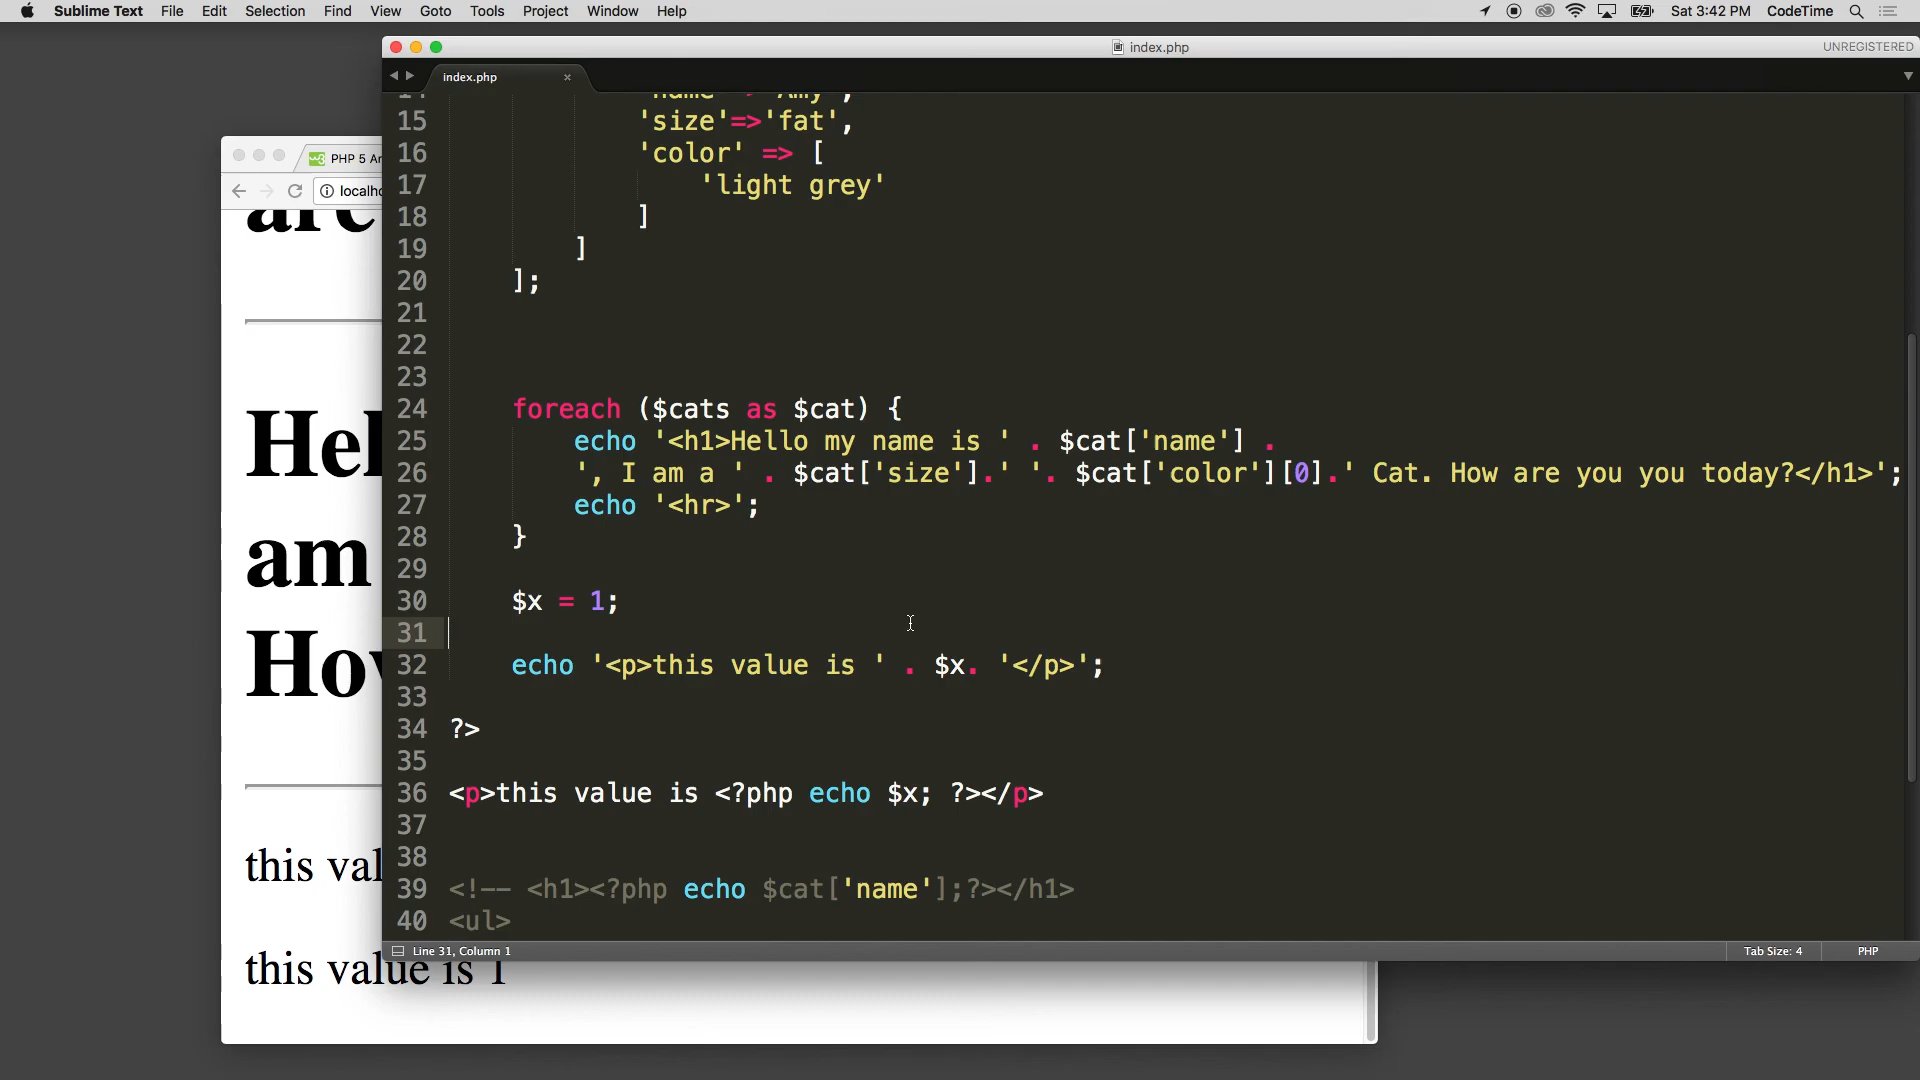 Sublime Text File Edit Selection Find View Goto Tools Project Window Help Sat 3:42 PM CodeTime
index.php UNREGISTERED
index.php ×
15 'size'=>'fat',
16 'color' => [
17 'light grey'
18 ]
19 ]
20 ];
21
22
23
24 foreach ($cats as $cat) {
25 echo '<h1>Hello my name is ' . $cat['name'] .
26 ', I am a ' . $cat['size'].' '. $cat['color'][0].' Cat. How are you you today?</h1>';
27 echo '<hr>';
28 }
29
30 $x = 1;
31
32 echo '<p>this value is ' . $x. '</p>';
33
34 ?>
35
36 <p>this value is <?php echo $x; ?></p>
37
38
39 <!-- <h1><?php echo $cat['name'];?></h1>
40 <ul>
Line 31, Column 1 Tab Size: 4 PHP
PHP 5 Ar
localho
are
Hel
am
How
this val
this value is 1